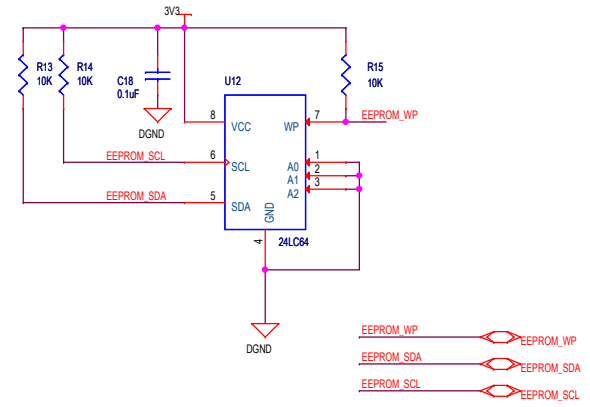 3V3
R13
10K
R14
10K
C18
0.1uF
DGND
U12
R15
10K
EEPROM_WP
8
VCC
WP
7
EEPROM_SCL
6
SCL
A0
1
A1
2
A2
3
EEPROM_SDA
5
SDA
GND
4
24LC64
DGND
EEPROM_WP
EEPROM_WP
EEPROM_SDA
EEPROM_SDA
EEPROM_SCL
EEPROM_SCL